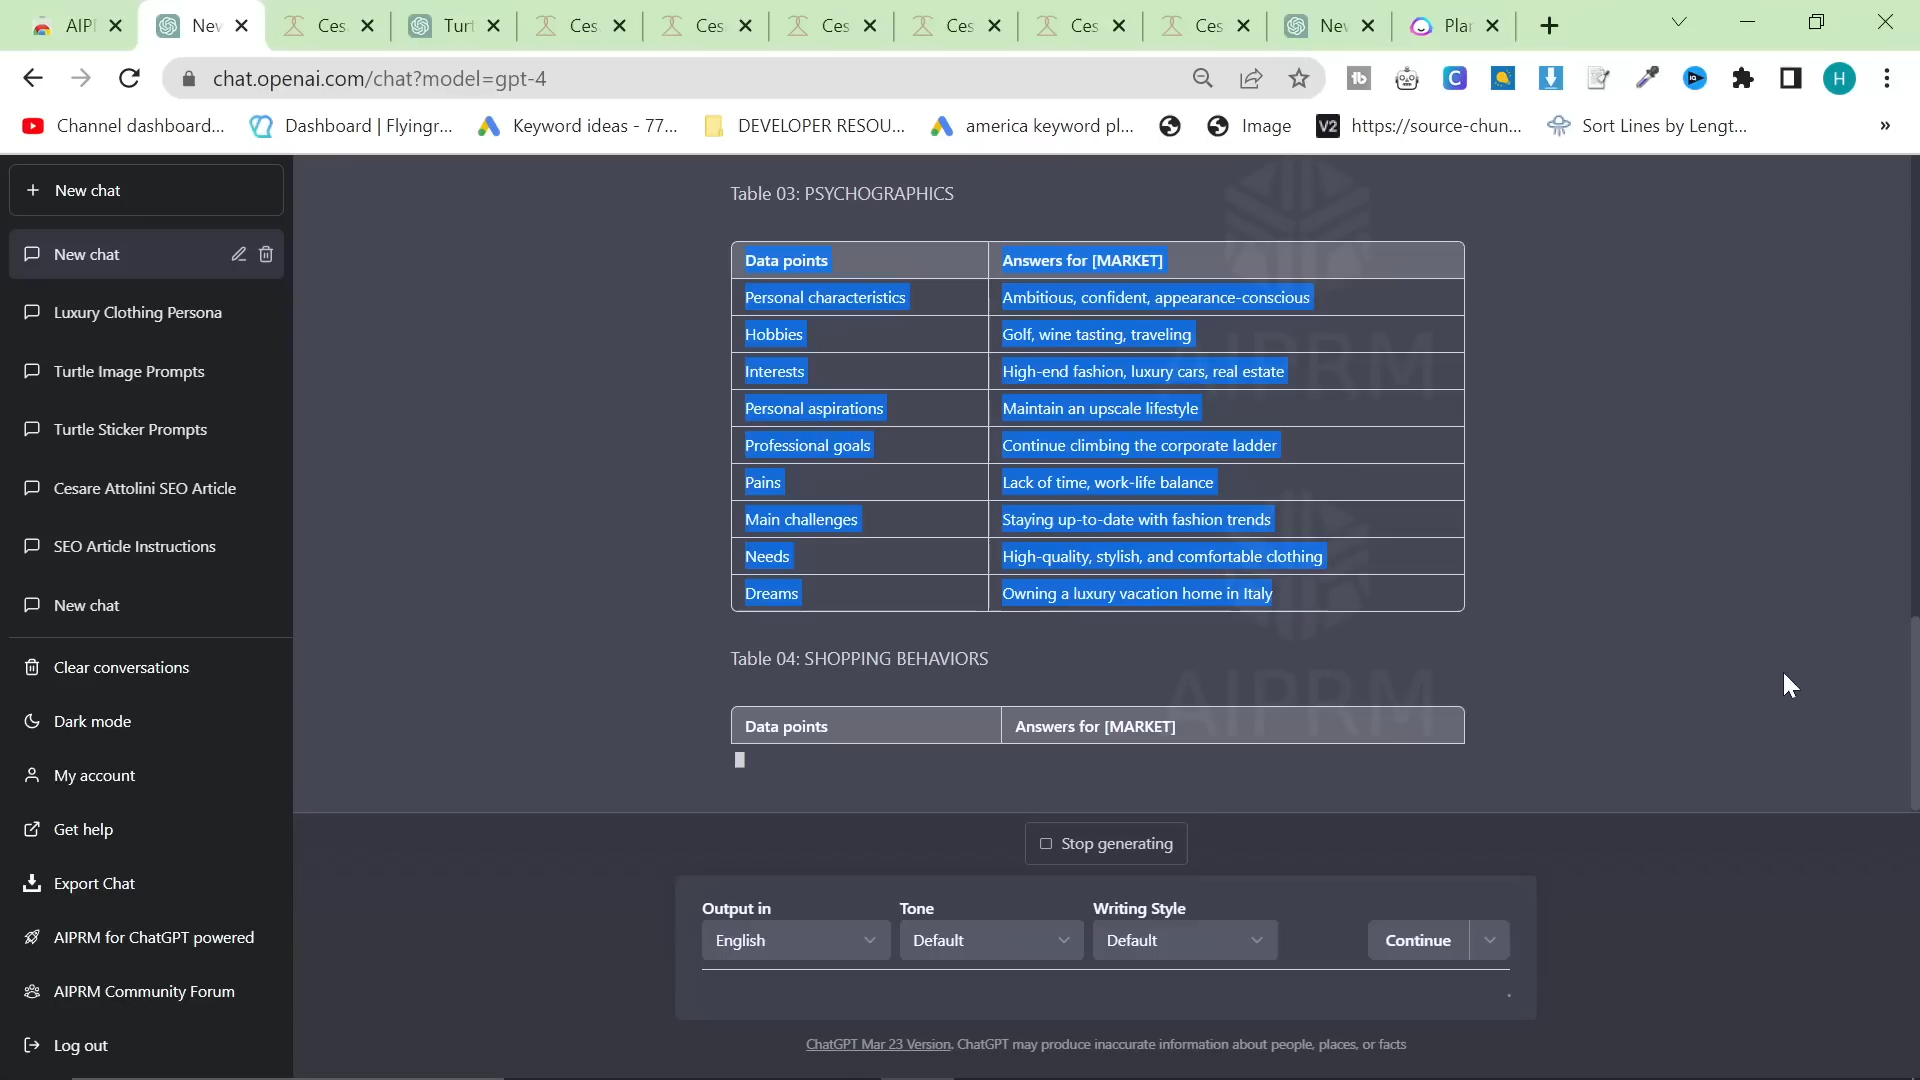 AIPI Nev Ces Turt Ces Ces Ces Ces Ces Ces Nev Plar
chat.openai.com/chat?model=gpt-4
tb C H
Channel dashboard... Dashboard | Flyingr... Keyword ideas - 77... DEVELOPER RESOU... america keyword pl... Image V2 https://source-chun... Sort Lines by Lengt... »
New chat
New chat
Luxury Clothing Persona
Turtle Image Prompts
Turtle Sticker Prompts
Cesare Attolini SEO Article
SEO Article Instructions
New chat
Clear conversations
Dark mode
My account
Get help
Export Chat
AIPRM for ChatGPT powered
AIPRM Community Forum
Log out
Table 03: PSYCHOGRAPHICS
Data points Answers for [MARKET]
Personal characteristics Ambitious, confident, appearance-conscious
Hobbies Golf, wine tasting, traveling
Interests High-end fashion, luxury cars, real estate
Personal aspirations Maintain an upscale lifestyle
Professional goals Continue climbing the corporate ladder
Pains Lack of time, work-life balance
Main challenges Staying up-to-date with fashion trends
Needs High-quality, stylish, and comfortable clothing
Dreams Owning a luxury vacation home in Italy
AIPRM
Table 04: SHOPPING BEHAVIORS
AIPRM
Data points Answers for [MARKET]
Stop generating
Output in Tone Writing Style
English Default Default Continue
ChatGPT Mar 23 Version. ChatGPT may produce inaccurate information about people, places, or facts